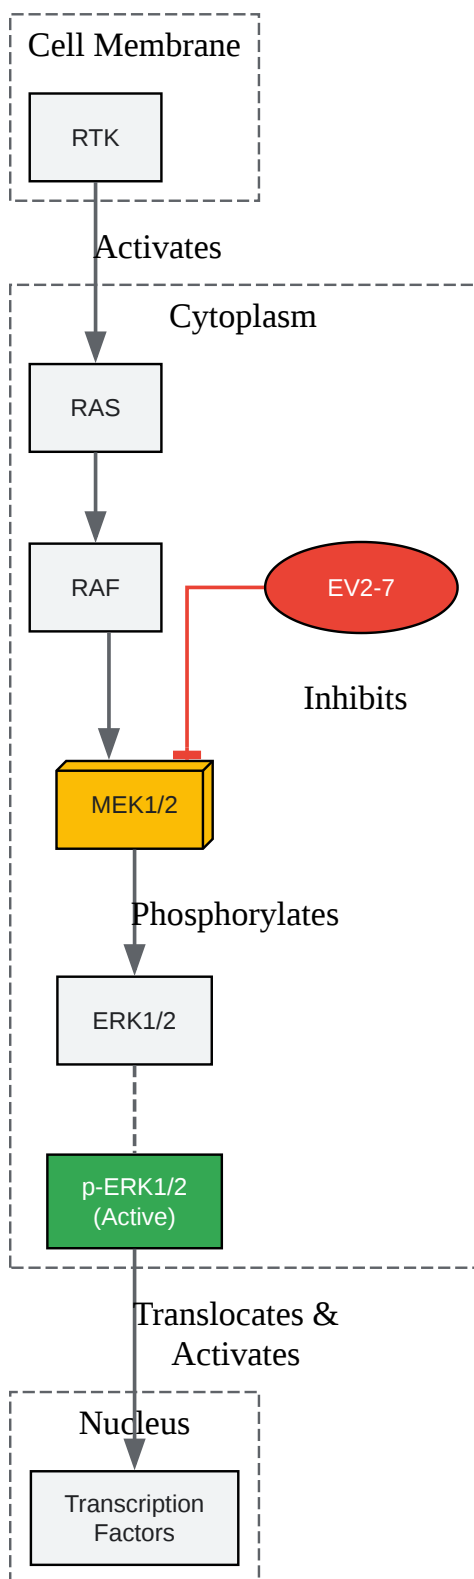 Cell Membrane
RTK
Activates
Cytoplasm
RAS
RAF
EV2-7
Inhibits
MEK1/2
Phosphorylates
ERK1/2
p-ERK1/2
(Active)
Translocates &
Activates
Nucleus
Transcription
Factors